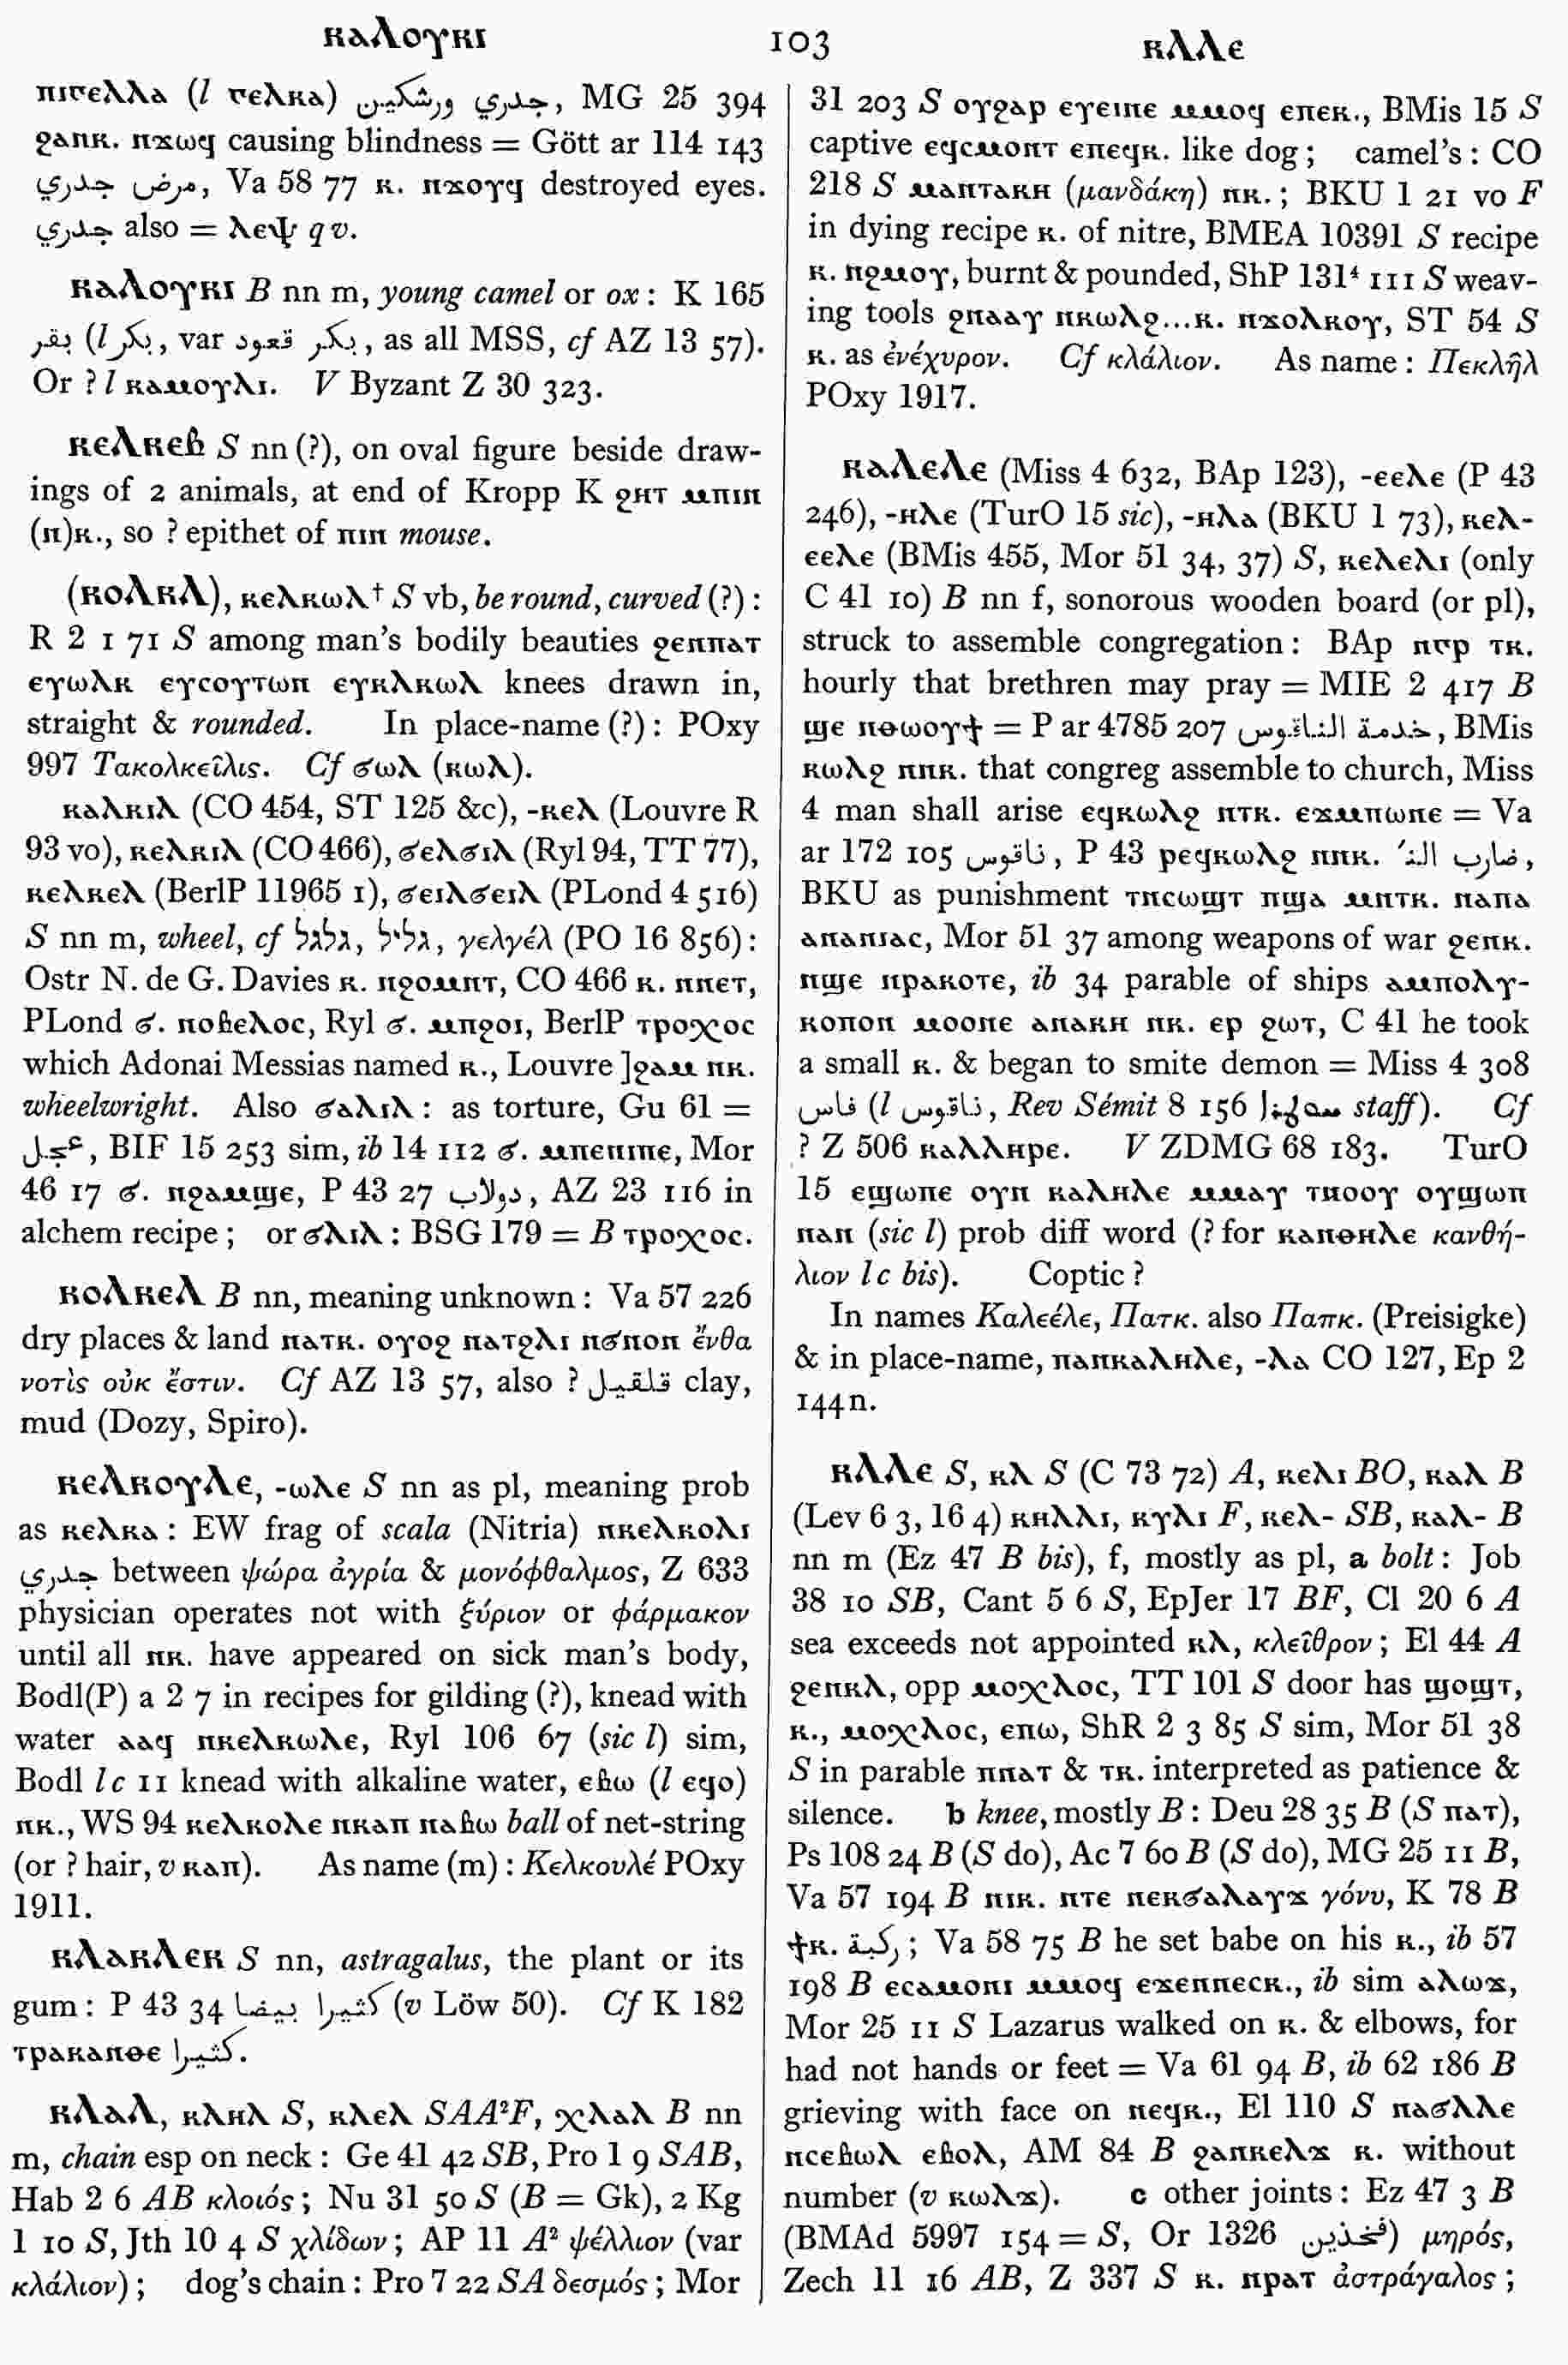 ⲕⲁⲗⲟⲩⲕⲓ 103 ⲕⲗⲗⲉ
ⲡⲓⲧⲉⲗⲗⲁ (l ⲧⲉⲗⲕⲁ) جدري ورشكين, MG 25 394
ϩⲁⲛⲕ. ⲛϫⲱϥ causing blindness = Gött ar 114 143
مرض جدري, Va 58 77 ⲕ. ⲛϫⲟⲩϥ destroyed eyes.
جدري also = ⲗⲉⲯ qv.
ⲕⲁⲗⲟⲩⲕⲓ B nn m, young camel or ox: K 165
بقر (l بكر, var بكر قعود, as all MSS, cf AZ 13 57).
Or ? l ⲕⲁⲙⲟⲩⲗⲓ. V Byzant Z 30 323.
ⲕⲉⲗⲕⲉⲃ S nn (?), on oval figure beside draw-
ings of 2 animals, at end of Kropp K ϩⲏⲧ ⲙⲡⲓⲛ
(ⲛ)ⲕ., so ? epithet of ⲡⲓⲛ mouse.
(ⲕⲟⲗⲕⲗ), ⲕⲉⲗⲕⲱⲗ† S vb, be round, curved (?):
R 2 1 71 S among man's bodily beauties ϩⲉⲛⲡⲁⲧ
ⲉⲩⲱⲗⲕ ⲉⲩⲥⲟⲩⲧⲱⲛ ⲉⲩⲕⲗⲕⲱⲗ knees drawn in,
straight & rounded. In place-name (?): POxy
997 Τακολκεῖλις. Cf ϭⲱⲗ (ⲕⲱⲗ).
ⲕⲁⲗⲕⲓⲗ (CO 454, ST 125 &c), -ⲕⲉⲗ (Louvre R
93 vo), ⲕⲉⲗⲕⲓⲗ (CO 466), ϭⲉⲗϭⲓⲗ (Ryl 94, TT 77),
ⲕⲉⲗⲕⲉⲗ (BerlP 11965 1), ϭⲉⲓⲗϭⲉⲓⲗ (PLond 4 516)
S nn m, wheel, cf גלגל, גליל, γελγέλ (PO 16 856):
Ostr N. de G. Davies ⲕ. ⲛϩⲟⲙⲛⲧ, CO 466 ⲕ. ⲛⲛⲉⲧ,
PLond ϭ. ⲛⲟⲃⲉⲗⲟⲥ, Ryl ϭ. ⲙⲡϩⲟⲓ, BerlP ⲧⲣⲟⲭⲟⲥ
which Adonai Messias named ⲕ., Louvre ]ϩⲁⲙ ⲛⲕ.
wheelwright. Also ϭⲁⲗⲓⲗ: as torture, Gu 61 =
عجل, BIF 15 253 sim, ib 14 112 ϭ. ⲙⲡⲉⲛⲓⲡⲉ, Mor
46 17 ϭ. ⲛϩⲁⲙϣⲉ, P 43 27 دولاب, AZ 23 116 in
alchem recipe; or ϭⲗⲓⲗ: BSG 179 = B ⲧⲣⲟⲭⲟⲥ.
ⲕⲟⲗⲕⲉⲗ B nn, meaning unknown: Va 57 226
dry places & land ⲛⲁⲧⲕ. ⲟⲩⲟϩ ⲛⲁⲧϩⲗⲓ ⲛϭⲛⲟⲛ ἔνθα
νοτὶς οὐκ ἔστιν. Cf AZ 13 57, also ? قلقيل clay,
mud (Dozy, Spiro).
ⲕⲉⲗⲕⲟⲩⲗⲉ, -ⲱⲗⲉ S nn as pl, meaning prob
as ⲕⲉⲗⲕⲁ: EW frag of scala (Nitria) ⲛⲕⲉⲗⲕⲟⲗⲓ
جدري between ψώρα ἀγρία & μονόφθαλμος, Z 633
physician operates not with ξύριον or φάρμακον
until all ⲛⲕ. have appeared on sick man's body,
Bodl(P) a 2 7 in recipes for gilding (?), knead with
water ⲁⲁϥ ⲛⲕⲉⲗⲕⲱⲗⲉ, Ryl 106 67 (sic l) sim,
Bodl l c 11 knead with alkaline water, ⲉⲃⲱ (l ⲉϥⲟ)
ⲛⲕ., WS 94 ⲕⲉⲗⲕⲟⲗⲉ ⲛⲕⲁⲡ ⲛⲁⲃⲱ ball of net-string
(or ? hair, v ⲕⲁⲡ). As name (m): Κελκουλέ POxy
1911.
ⲕⲗⲁⲕⲗⲉⲕ S nn, astragalus, the plant or its
gum: P 43 34 كثيرا بيضا (v Löw 50). Cf K 182
ⲧⲣⲁⲕⲁⲛⲑⲉ كثيرا.
ⲕⲗⲁⲗ, ⲕⲗⲏⲗ S, ⲕⲗⲉⲗ SAA²F, ⲭⲗⲁⲗ B nn
m, chain esp on neck: Ge 41 42 SB, Pro 1 9 SAB,
Hab 2 6 AB κλοιός; Nu 31 50 S (B = Gk), 2 Kg
1 10 S, Jth 10 4 S χλίδων; AP 11 A² ψέλλιον (var
κλάλιον); dog's chain: Pro 7 22 SA δεσμός; Mor
31 203 S ⲟⲩϩⲁⲣ ⲉⲩⲉⲓⲛⲉ ⲙⲙⲟϥ ⲉⲡⲉⲕ., BMis 15 S
captive ⲉϥⲥⲙⲟⲛⲧ ⲉⲡⲉϥⲕ. like dog; camel's: CO
218 S ⲙⲁⲛⲧⲁⲕⲏ (μανδάκη) ⲛⲕ.; BKU 1 21 vo F
in dying recipe ⲕ. of nitre, BMEA 10391 S recipe
ⲕ. ⲛϩⲙⲟⲩ, burnt & pounded, ShP 131⁴ 111 S weav-
ing tools ϩⲛⲁⲁⲩ ⲛⲕⲱⲗϩ...ⲕ. ⲛϫⲟⲗⲕⲟⲩ, ST 54 S
ⲕ. as ἐνέχυρον. Cf κλάλιον. As name: Πεκλῆλ
POxy 1917.
ⲕⲁⲗⲉⲗⲉ (Miss 4 632, BAp 123), -ⲉⲉⲗⲉ (P 43
246), -ⲏⲗⲉ (TurO 15 sic), -ⲏⲗⲁ (BKU 1 73), ⲕⲉⲗ-
ⲉⲉⲗⲉ (BMis 455, Mor 51 34, 37) S, ⲕⲉⲗⲉⲗⲓ (only
C 41 10) B nn f, sonorous wooden board (or pl),
struck to assemble congregation: BAp ⲛⲧⲣ ⲧⲕ.
hourly that brethren may pray = MIE 2 417 B
ϣⲉ ⲛⲑⲱⲟⲩϯ = P ar 4785 207 خدمة الناقوس, BMis
ⲕⲱⲗϩ ⲛⲛⲕ. that congreg assemble to church, Miss
4 man shall arise ⲉϥⲕⲱⲗϩ ⲛⲧⲕ. ⲉϫⲙⲡⲱⲛⲉ = Va
ar 172 105 ناقوس, P 43 ⲣⲉϥⲕⲱⲗϩ ⲛⲛⲕ. ضارب الن',
BKU as punishment ⲧⲛⲥⲱϣⲧ ⲛϣⲁ ⲙⲛⲧⲕ. ⲛⲁⲡⲁ
ⲁⲛⲁⲛⲓⲁⲥ, Mor 51 37 among weapons of war ϩⲉⲛⲕ.
ⲛϣⲉ ⲛⲣⲁⲕⲟⲧⲉ, ib 34 parable of ships ⲁⲙⲡⲟⲗⲩ-
ⲕⲟⲡⲟⲛ ⲙⲟⲟⲛⲉ ⲁⲛⲁⲕⲏ ⲛⲕ. ⲉⲣ ϩⲱⲧ, C 41 he took
a small ⲕ. & began to smite demon = Miss 4 308
فاس (l ناقوس, Rev Sémit 8 156 staff). Cf
? Z 506 ⲕⲁⲗⲗⲏⲣⲉ. V ZDMG 68 183. TurO
15 ⲉϣⲱⲡⲉ ⲟⲩⲛ ⲕⲁⲗⲏⲗⲉ ⲙⲙⲁⲩ ⲧⲛⲟⲟⲩ ⲟⲩϣⲱⲡ
ⲛⲁⲛ (sic l) prob diff word (? for ⲕⲁⲛⲑⲏⲗⲉ κανθή-
λιον l c bis). Coptic ?
In names Καλεέλε, Πατκ. also Παπκ. (Preisigke)
& in place-name, ⲡⲁⲡⲕⲁⲗⲏⲗⲉ, -ⲗⲁ CO 127, Ep 2
144 n.
ⲕⲗⲗⲉ S, ⲕⲗ S (C 73 72) A, ⲕⲉⲗⲓ BO, ⲕⲁⲗ B
(Lev 6 3, 16 4) ⲕⲏⲗⲗⲓ, ⲕⲩⲗⲓ F, ⲕⲉⲗ- SB, ⲕⲁⲗ- B
nn m (Ez 47 B bis), f, mostly as pl, a bolt: Job
38 10 SB, Cant 5 6 S, EpJer 17 BF, Cl 20 6 A
sea exceeds not appointed ⲕⲗ, κλεῖθρον; El 44 A
ϩⲉⲛⲕⲗ, opp ⲙⲟⲭⲗⲟⲥ, TT 101 S door has ϣⲟϣⲧ,
ⲕ., ⲙⲟⲭⲗⲟⲥ, ⲉⲡⲱ, ShR 2 3 85 S sim, Mor 51 38
S in parable ⲡⲡⲁⲧ & ⲧⲕ. interpreted as patience &
silence. b knee, mostly B: Deu 28 35 B (S ⲡⲁⲧ),
Ps 108 24 B (S do), Ac 7 60 B (S do), MG 25 11 B,
Va 57 194 B ⲡⲓⲕ. ⲛⲧⲉ ⲡⲉⲕϭⲁⲗⲁⲩϫ γόνυ, K 78 B
ϯⲕ. ركبة; Va 58 75 B he set babe on his ⲕ., ib 57
198 B ⲉⲥⲁⲙⲟⲛⲓ ⲙⲙⲟϥ ⲉϫⲉⲛⲛⲉⲥⲕ., ib sim ⲁⲗⲱϫ,
Mor 25 11 S Lazarus walked on ⲕ. & elbows, for
had not hands or feet = Va 61 94 B, ib 62 186 B
grieving with face on ⲛⲉϥⲕ., El 110 S ⲛⲁϭⲗⲗⲉ
ⲛⲥⲉⲃⲱⲗ ⲉⲃⲟⲗ, AM 84 B ϩⲁⲛⲕⲉⲗϫ ⲕ. without
number (v ⲕⲱⲗϫ). c other joints: Ez 47 3 B
(BMAd 5997 154 = S, Or 1326 فخذين) μηρός,
Zech 11 16 AB, Z 337 S ⲕ. ⲛⲣⲁⲧ ἀστράγαλος;